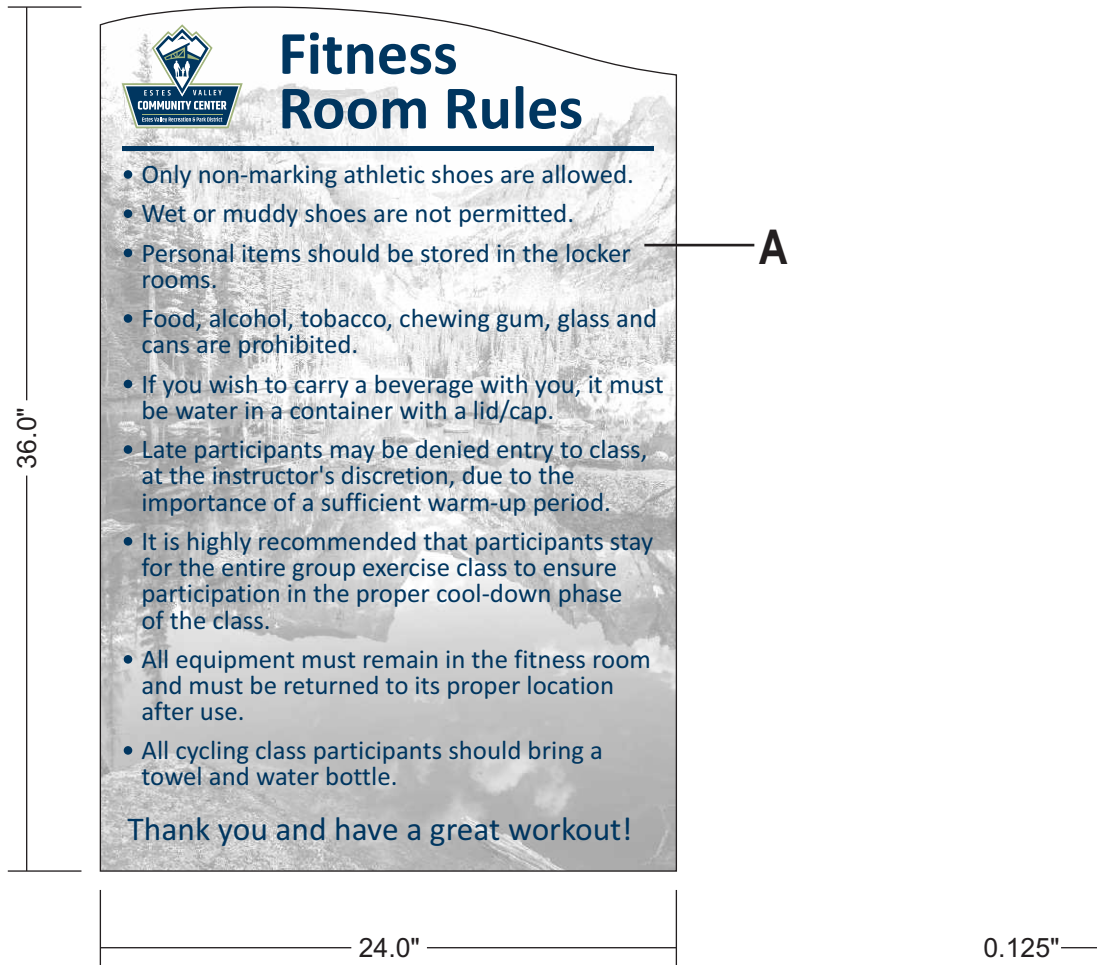 ESTES VALLEY
COMMUNITY CENTER
Estes Valley Recreation & Park District
Fitness
Room Rules
• Only non-marking athletic shoes are allowed.
• Wet or muddy shoes are not permitted.
• Personal items should be stored in the locker
rooms.
• Food, alcohol, tobacco, chewing gum, glass and
cans are prohibited.
• If you wish to carry a beverage with you, it must
be water in a container with a lid/cap.
• Late participants may be denied entry to class,
at the instructor's discretion, due to the
importance of a sufficient warm-up period.
• It is highly recommended that participants stay
for the entire group exercise class to ensure
participation in the proper cool-down phase
of the class.
• All equipment must remain in the fitness room
and must be returned to its proper location
after use.
• All cycling class participants should bring a
towel and water bottle.
Thank you and have a great workout!
A
36.0"
24.0"
0.125"